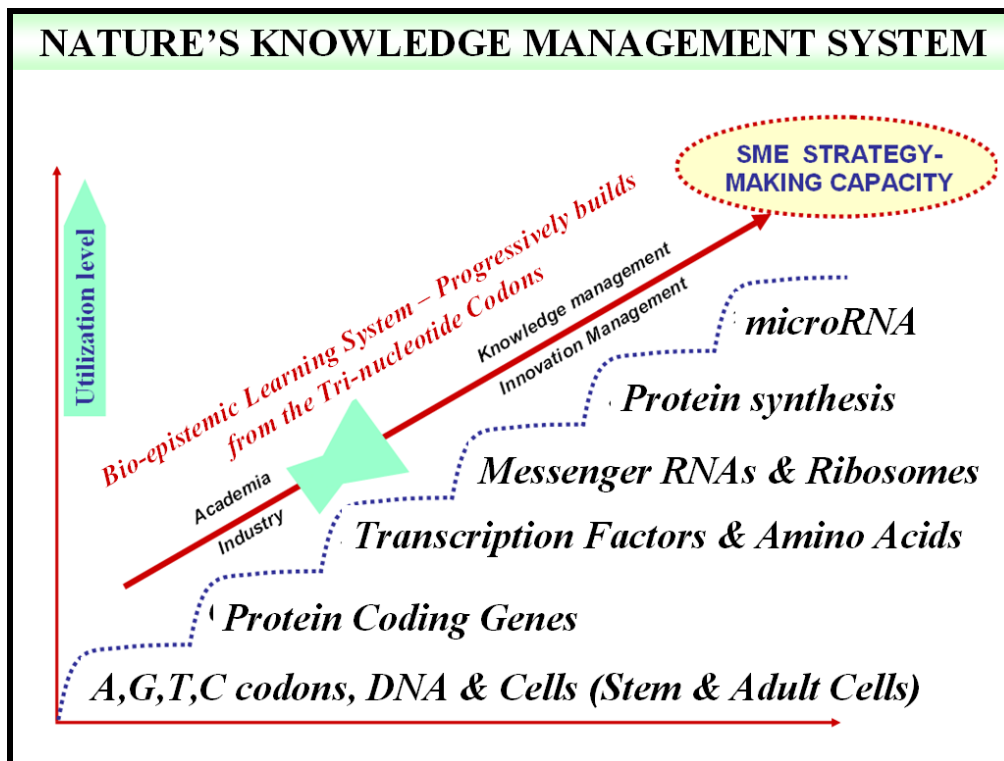 NATURE'S KNOWLEDGE MANAGEMENT SYSTEM
SME STRATEGY-
MAKING CAPACITY
Utilization level
Bio-epistemic Learning System – Progressively builds
from the Tri-nucleotide Codons
Knowledge management
Innovation Management
Academia
Industry
microRNA
Protein synthesis
Messenger RNAs & Ribosomes
Transcription Factors & Amino Acids
Protein Coding Genes
A,G,T,C codons, DNA & Cells (Stem & Adult Cells)